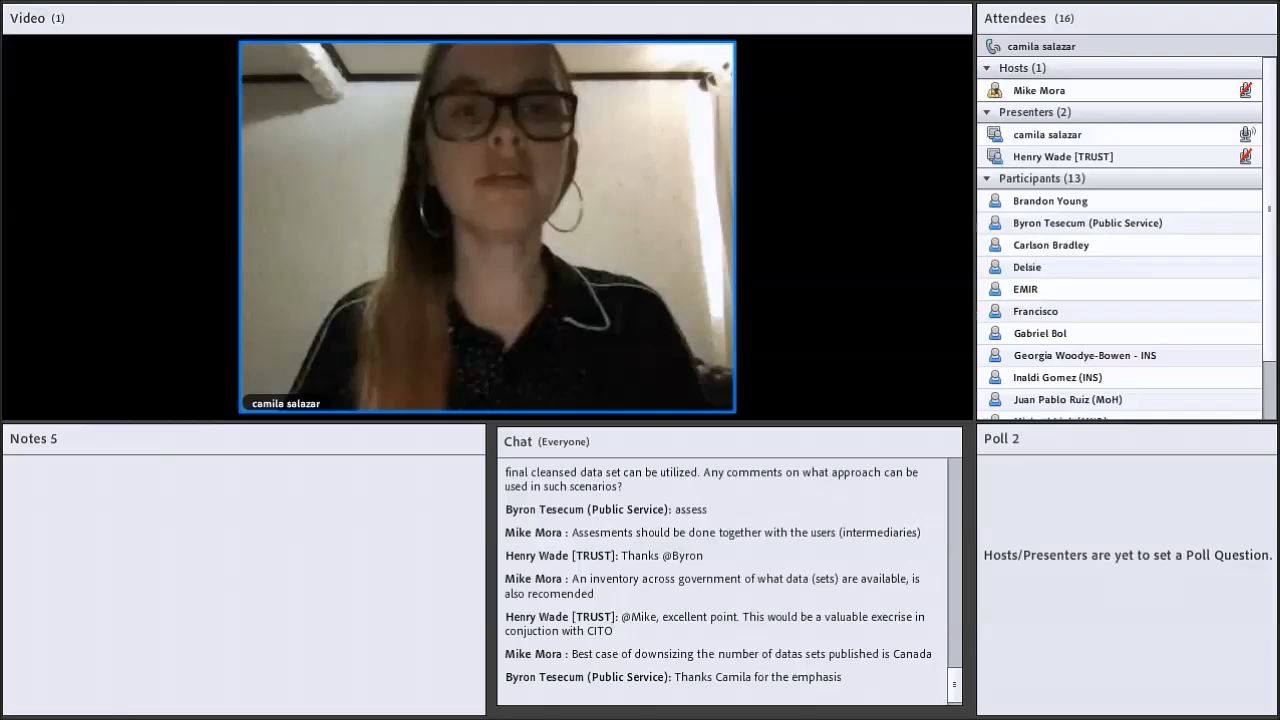 Video (1)
camila salazar
Attendees (16)
camila salazar
Hosts (1)
Mike Mora
Presenters (2)
camila salazar
Henry Wade [TRUST]
Participants (13)
Brandon Young
Byron Tesecum (Public Service)
Carlson Bradley
Delsie
EMIR
Francisco
Gabriel Bol
Georgia Woodye-Bowen - INS
Inaldi Gomez (INS)
Juan Pablo Ruiz (MoH)
Notes 5
Chat (Everyone)
final cleansed data set can be utilized. Any comments on what approach can be
used in such scenarios?
Byron Tesecum (Public Service): assess
Mike Mora : Assesments should be done together with the users (intermediaries)
Henry Wade [TRUST]: Thanks @Byron
Mike Mora : An inventory across government of what data (sets) are available, is
also recomended
Henry Wade [TRUST]: @Mike, excellent point. This would be a valuable execrise in
conjuction with CITO
Mike Mora : Best case of downsizing the number of datas sets published is Canada
Byron Tesecum (Public Service): Thanks Camila for the emphasis
Poll 2
Hosts/Presenters are yet to set a Poll Question.